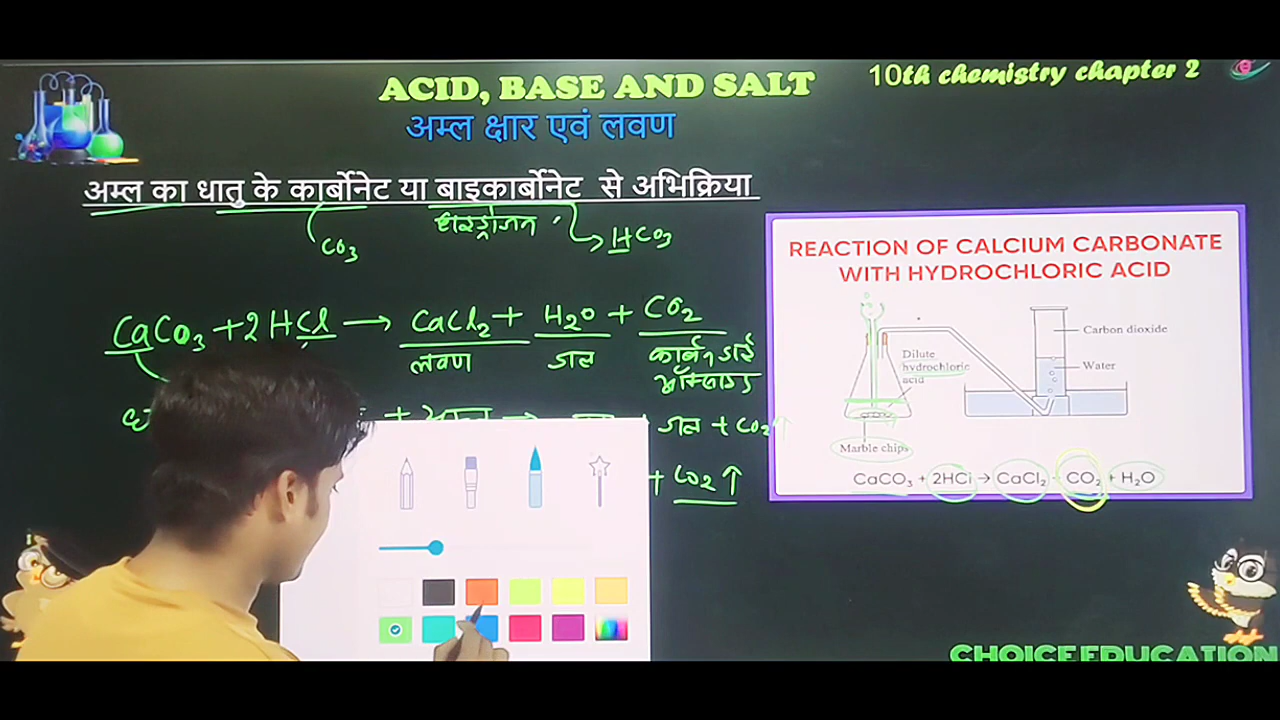 ACID, BASE AND SALT
10th chemistry chapter 2
अम्ल क्षार एवं लवण
अम्ल का धातु के कार्बोनेट या बाइकार्बोनेट से अभिक्रिया
CO3
हाइड्रोजन
HCO3
CaCO3 + 2HCl → CaCl2 + H2O + CO2
लवण जल कार्बन डाई
ऑक्साइड
जल + CO2↑
+ CO2↑
REACTION OF CALCIUM CARBONATE
WITH HYDROCHLORIC ACID
Carbon dioxide
Water
Dilute
hydrochloric
acid
Marble chips
CaCO3 + 2HCi → CaCl2 + CO2 + H2O
CHOICE EDUCATION